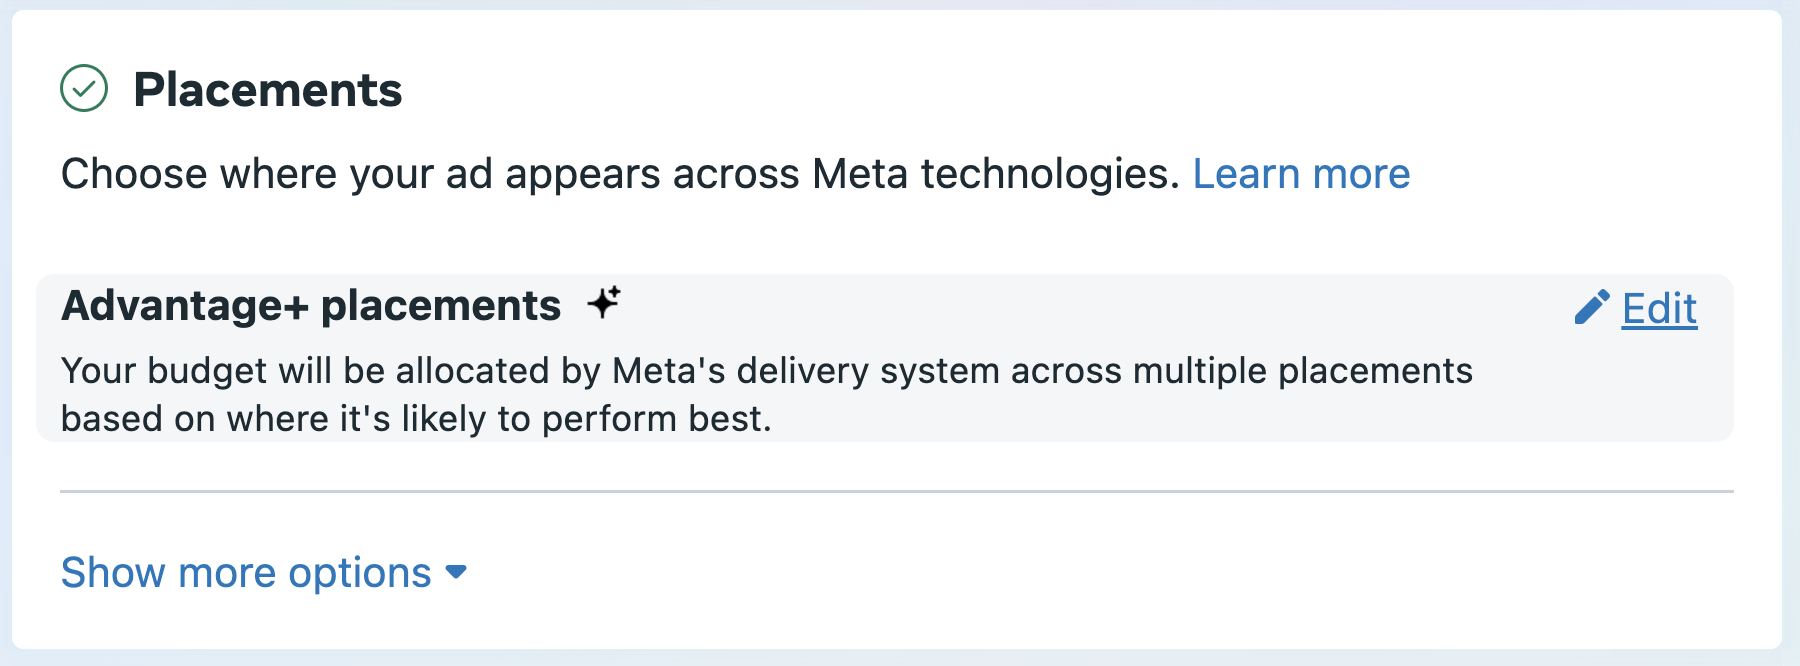 Placements
Choose where your ad appears across Meta technologies. Learn more
Advantage+ placements
Edit
Your budget will be allocated by Meta's delivery system across multiple placements
based on where it's likely to perform best.
Show more options